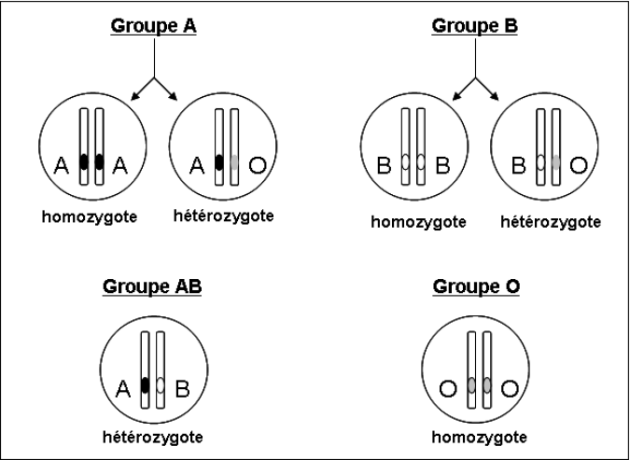 Groupe A
A A
homozygote
A O
hétérozygote
Groupe B
B B
homozygote
B O
hétérozygote
Groupe AB
A B
hétérozygote
Groupe O
O O
homozygote